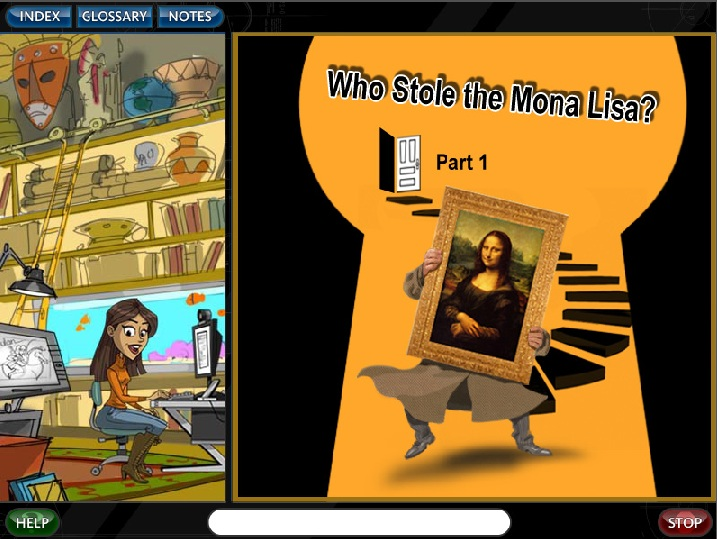 INDEX
GLOSSARY
NOTES
Who Stole the Mona Lisa?
Part 1
HELP
STOP